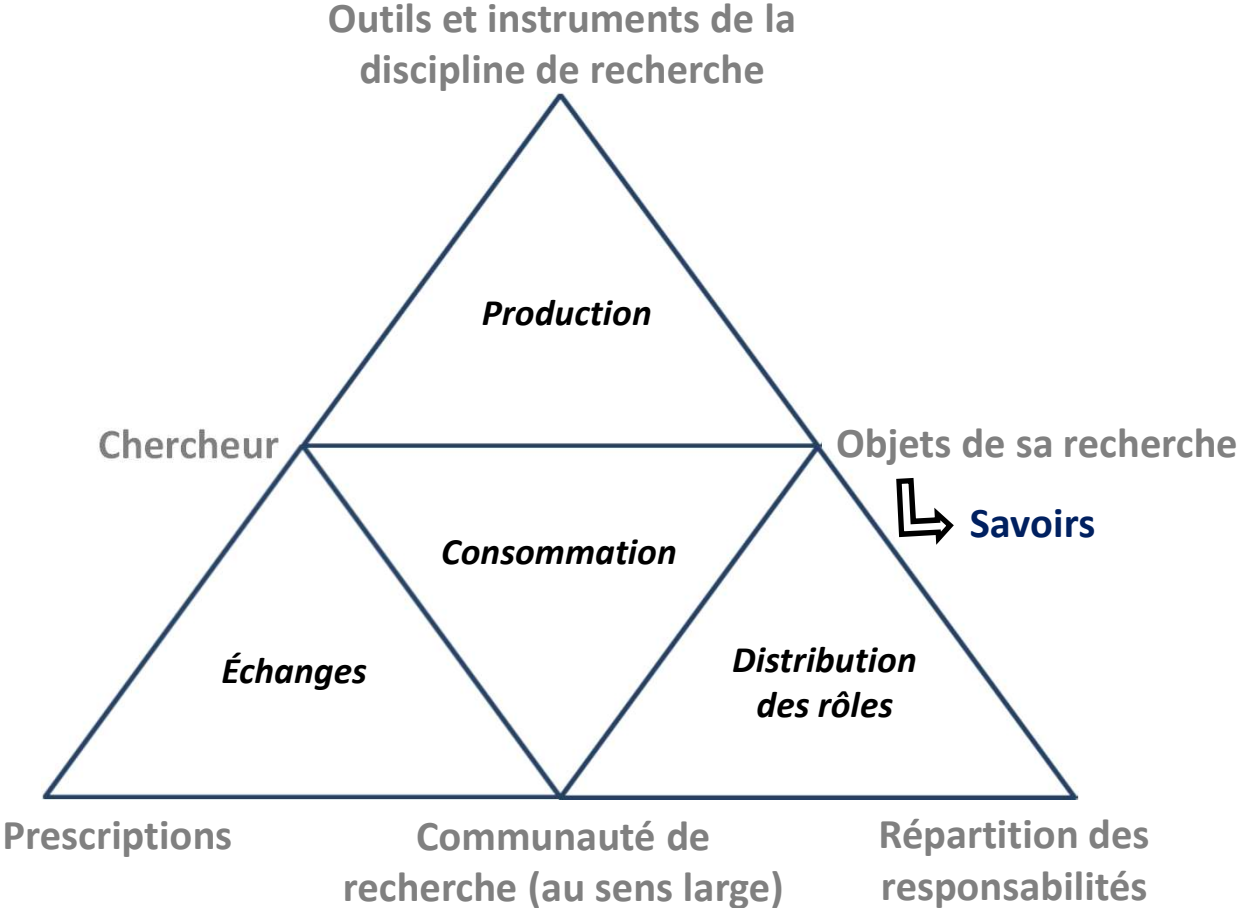 Outils et instruments de la
discipline de recherche
Production
Chercheur
Objets de sa recherche
Savoirs
Consommation
Échanges
Distribution
des rôles
Prescriptions
Communauté de
recherche (au sens large)
Répartition des
responsabilités